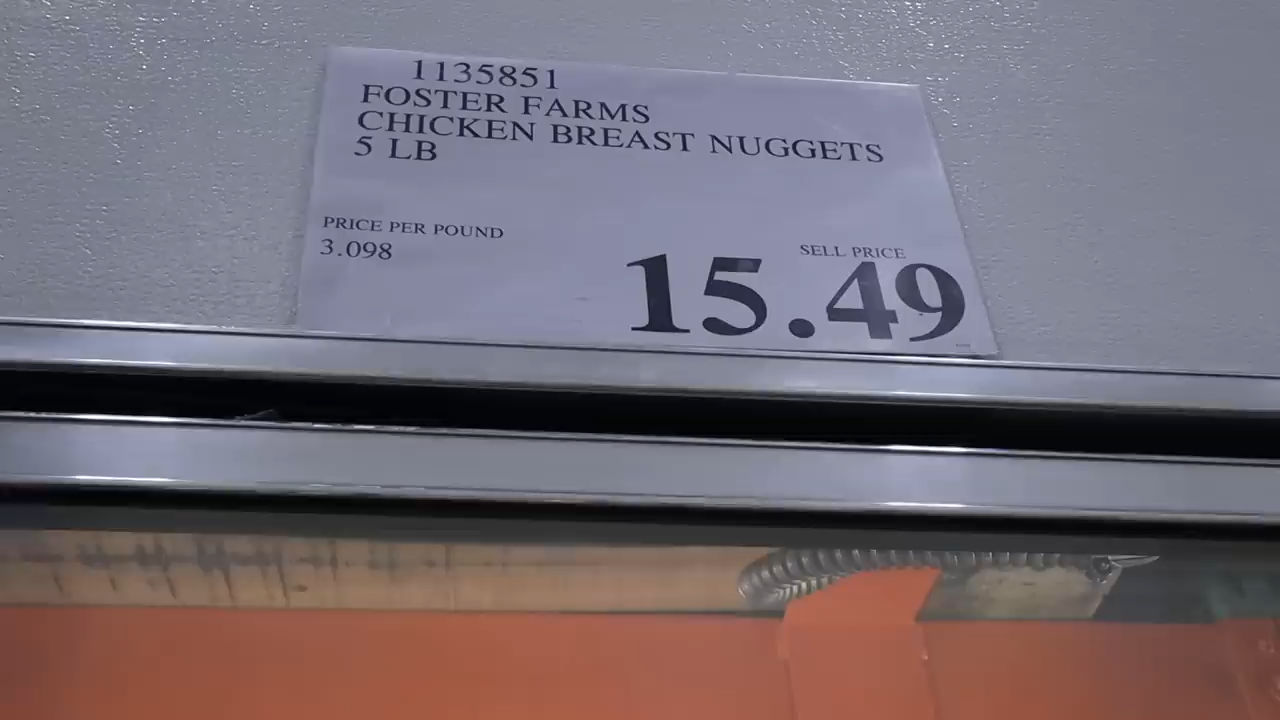 1135851
FOSTER FARMS
CHICKEN BREAST NUGGETS
5 LB
PRICE PER POUND
3.098
SELL PRICE
15.49